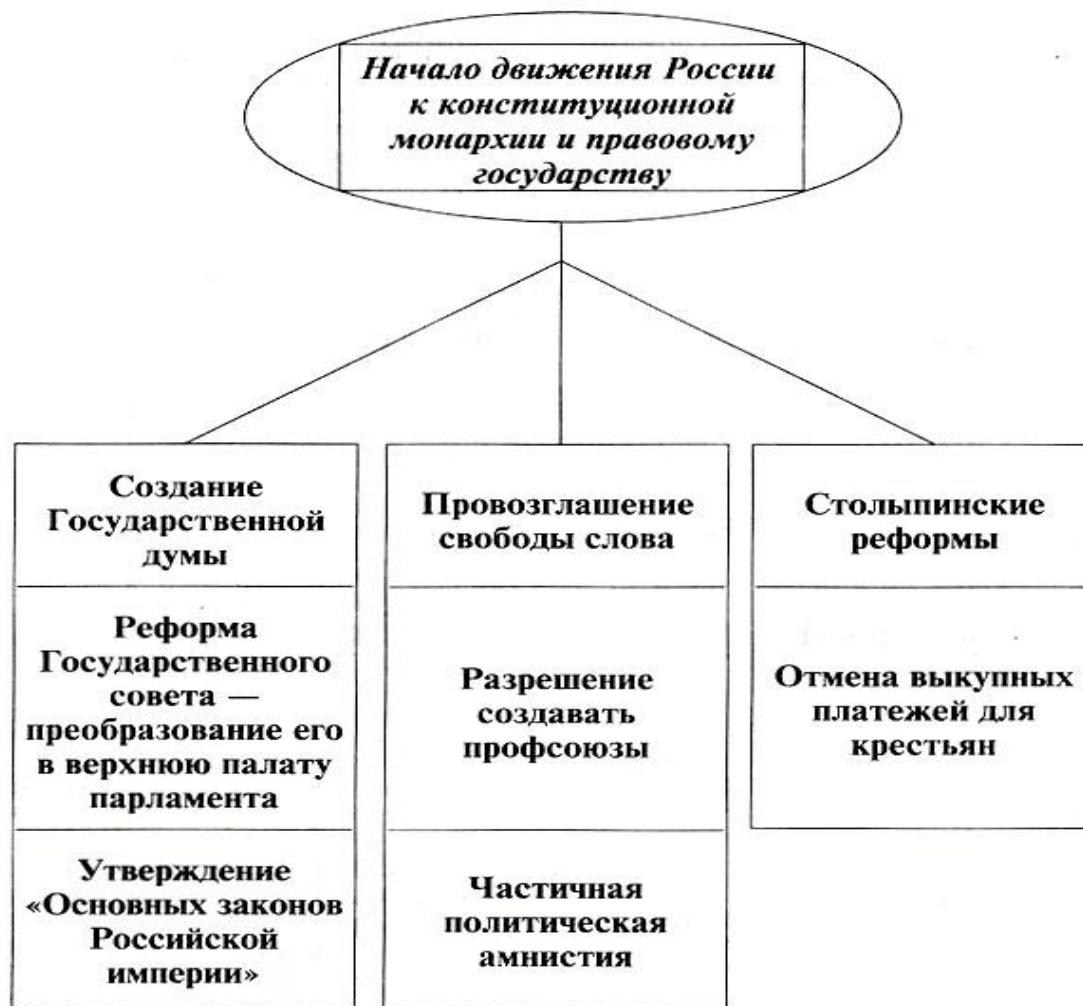 Начало движения России
к конституционной
монархии и правовому
государству
Создание
Государственной
думы
Реформа
Государственного
совета —
преобразование его
в верхнюю палату
парламента
Утверждение
«Основных законов
Российской
империи»
Провозглашение
свободы слова
Разрешение
создавать
профсоюзы
Частичная
политическая
амнистия
Столыпинские
реформы
Отмена выкупных
платежей для
крестьян